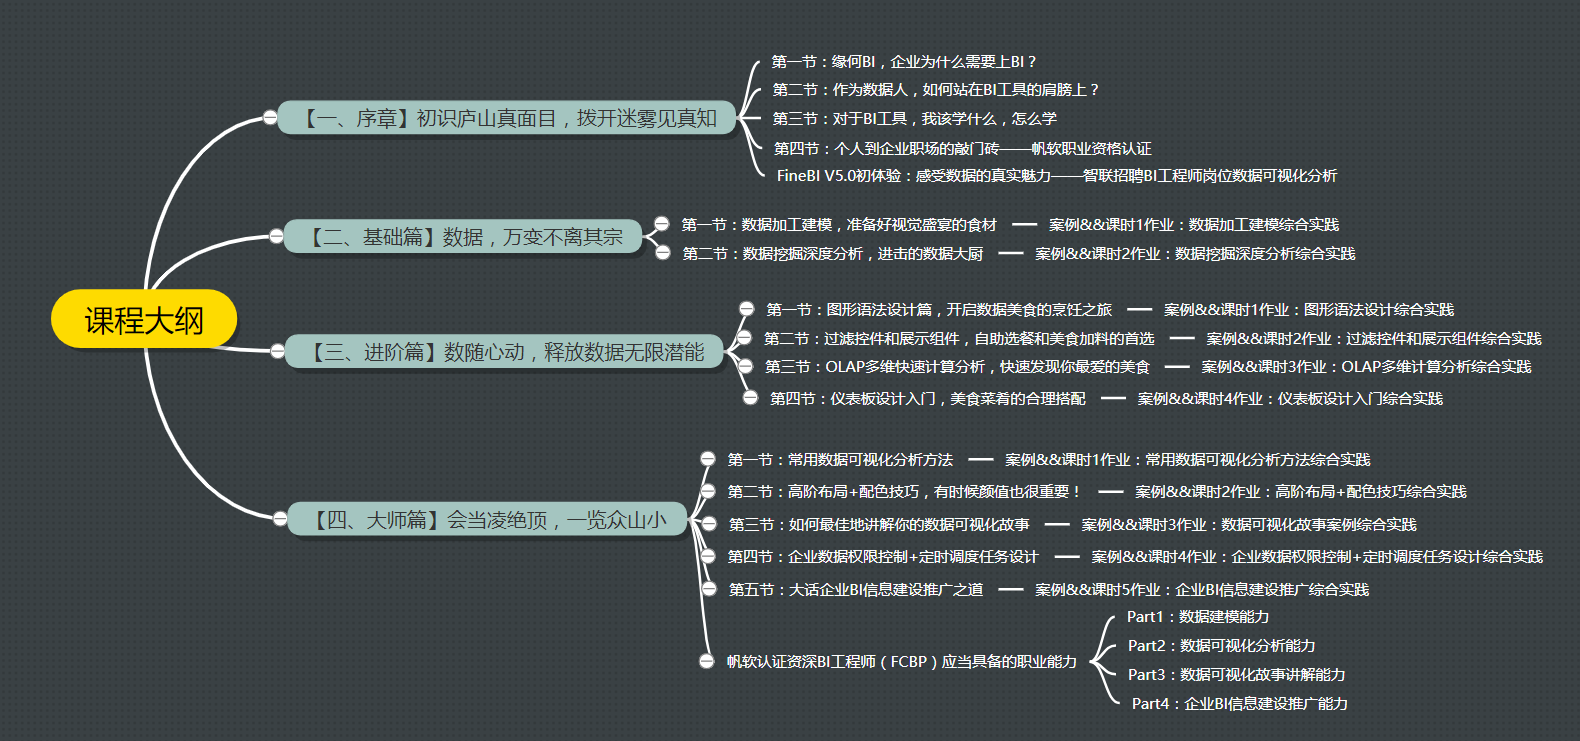 课程大纲
【一、序章】初识庐山真面目，拨开迷雾见真知
第一节：缘何BI，企业为什么需要上BI？
第二节：作为数据人，如何站在BI工具的肩膀上？
第三节：对于BI工具，我该学什么，怎么学
第四节：个人到企业职场的敲门砖——帆软职业资格认证
FineBI V5.0初体验：感受数据的真实魅力——智联招聘BI工程师岗位数据可视化分析
【二、基础篇】数据，万变不离其宗
第一节：数据加工建模，准备好视觉盛宴的食材
案例&&课时1作业：数据加工建模综合实践
第二节：数据挖掘深度分析，进击的数据大厨
案例&&课时2作业：数据挖掘深度分析综合实践
【三、进阶篇】数随心动，释放数据无限潜能
第一节：图形语法设计篇，开启数据美食的烹饪之旅
案例&&课时1作业：图形语法设计综合实践
第二节：过滤控件和展示组件，自助选餐和美食加料的首选
案例&&课时2作业：过滤控件和展示组件综合实践
第三节：OLAP多维快速计算分析，快速发现你最爱的美食
案例&&课时3作业：OLAP多维计算分析综合实践
第四节：仪表板设计入门，美食菜肴的合理搭配
案例&&课时4作业：仪表板设计入门综合实践
【四、大师篇】会当凌绝顶，一览众山小
第一节：常用数据可视化分析方法
案例&&课时1作业：常用数据可视化分析方法综合实践
第二节：高阶布局+配色技巧，有时候颜值也很重要！
案例&&课时2作业：高阶布局+配色技巧综合实践
第三节：如何最佳地讲解你的数据可视化故事
案例&&课时3作业：数据可视化故事案例综合实践
第四节：企业数据权限控制+定时调度任务设计
案例&&课时4作业：企业数据权限控制+定时调度任务设计综合实践
第五节：大话企业BI信息建设推广之道
案例&&课时5作业：企业BI信息建设推广综合实践
帆软认证资深BI工程师（FCBP）应当具备的职业能力
Part1：数据建模能力
Part2：数据可视化分析能力
Part3：数据可视化故事讲解能力
Part4：企业BI信息建设推广能力